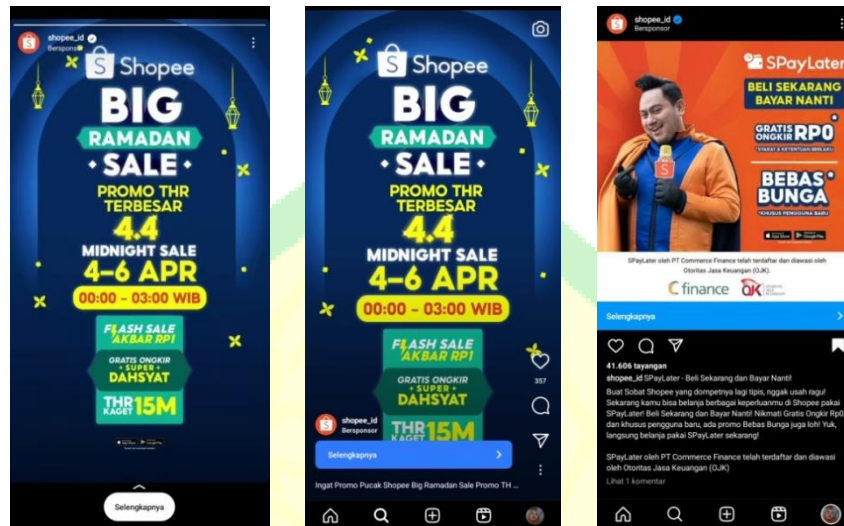 shopee_id
Bersponsor
S Shopee
BIG
RAMADAN
SALE
PROMO THR
TERBESAR
4.4
MIDNIGHT SALE
4-6 APR
00:00 - 03:00 WIB
FLASH SALE
AKBAR RP1
GRATIS ONGKIR
SUPER
DAHSYAT
THR
KAGET 15M
Selengkapnya
S Shopee
BIG
RAMADAN
SALE
PROMO THR
TERBESAR
4.4
MIDNIGHT SALE
4-6 APR
00:00 - 03:00 WIB
FLASH SALE
AKBAR RP1
GRATIS ONGKIR
SUPER
DAHSYAT
357
shopee_id
Bersponsor
THR
KAGET 15M
Selengkapnya
Ingat Promo Pucak Shopee Big Ramadan Sale Promo TH ...
shopee_id
Bersponsor
SPayLater
BELI SEKARANG
BAYAR NANTI
GRATIS
ONGKIR RP0*
*SYARAT & KETENTUAN BERLAKU
BEBAS*
BUNGA
*KHUSUS PENGGUNA BARU
App Store Google Play
SPayLater oleh PT Commerce Finance telah terdaftar dan diawasi oleh
Otoritas Jasa Keuangan (OJK).
C finance OJK
Selengkapnya
41.606 tayangan
shopee_id SPayLater - Beli Sekarang dan Bayar Nanti!
Buat Sobat Shopee yang dompetnya lagi tipis, nggak usah ragu!
Sekarang kamu bisa belanja berbagai keperluanmu di Shopee pakai
SPayLater! Beli Sekarang dan Bayar Nanti! Nikmati Gratis Ongkir Rp0
dan khusus pengguna baru, ada promo Bebas Bunga juga loh! Yuk,
langsung belanja pakai SPayLater sekarang!
SPayLater oleh PT Commerce Finance telah terdaftar dan diawasi
oleh Otoritas Jasa Keuangan (OJK)
Lihat 1 komentar